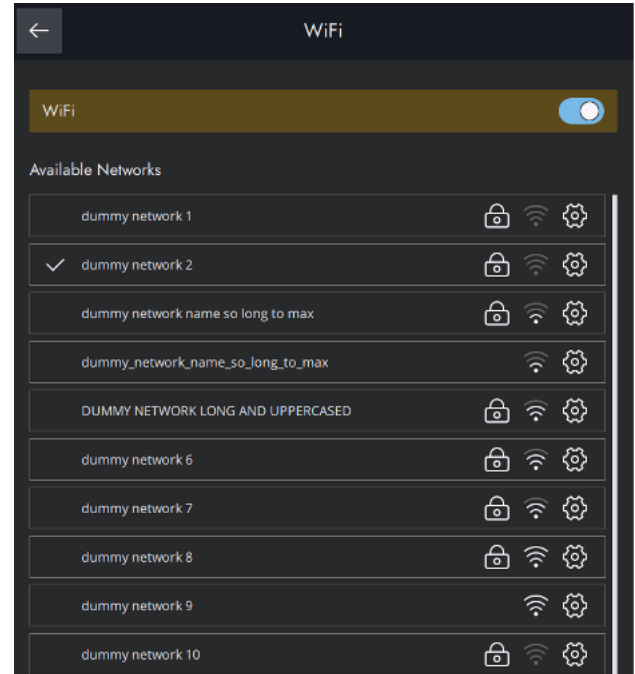 WiFi
WiFi
Available Networks
dummy network 1
dummy network 2
dummy network name so long to max
dummy_network_name_so_long_to_max
DUMMY NETWORK LONG AND UPPERCASED
dummy network 6
dummy network 7
dummy network 8
dummy network 9
dummy network 10